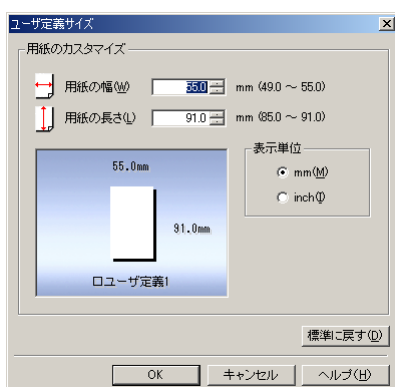 ユーザ定義サイズ
用紙のカスタマイズ
用紙の幅(W) 55.0 mm (49.0 ～ 55.0)
用紙の長さ(L) 91.0 mm (85.0 ～ 91.0)
表示単位
mm(M)
inch(I)
55.0mm
91.0mm
ロユーザ定義1
標準に戻す(D)
OK キャンセル ヘルプ(H)